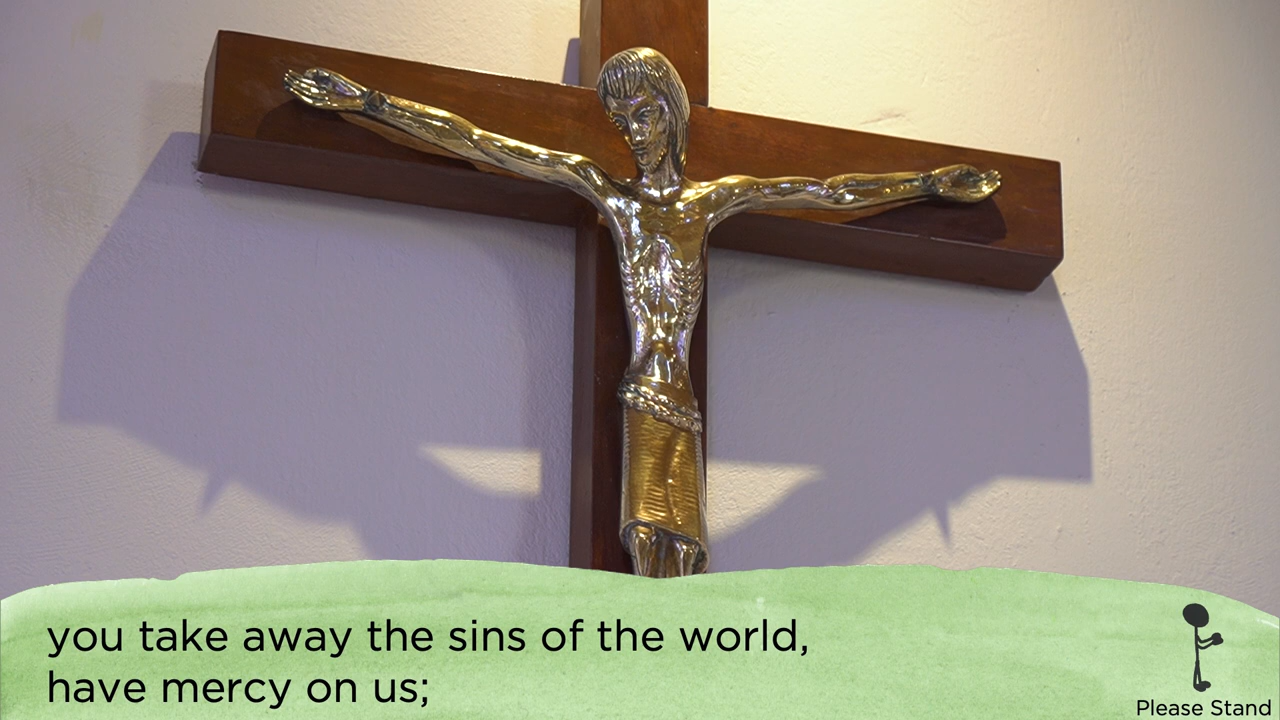 you take away the sins of the world,
have mercy on us;
Please Stand